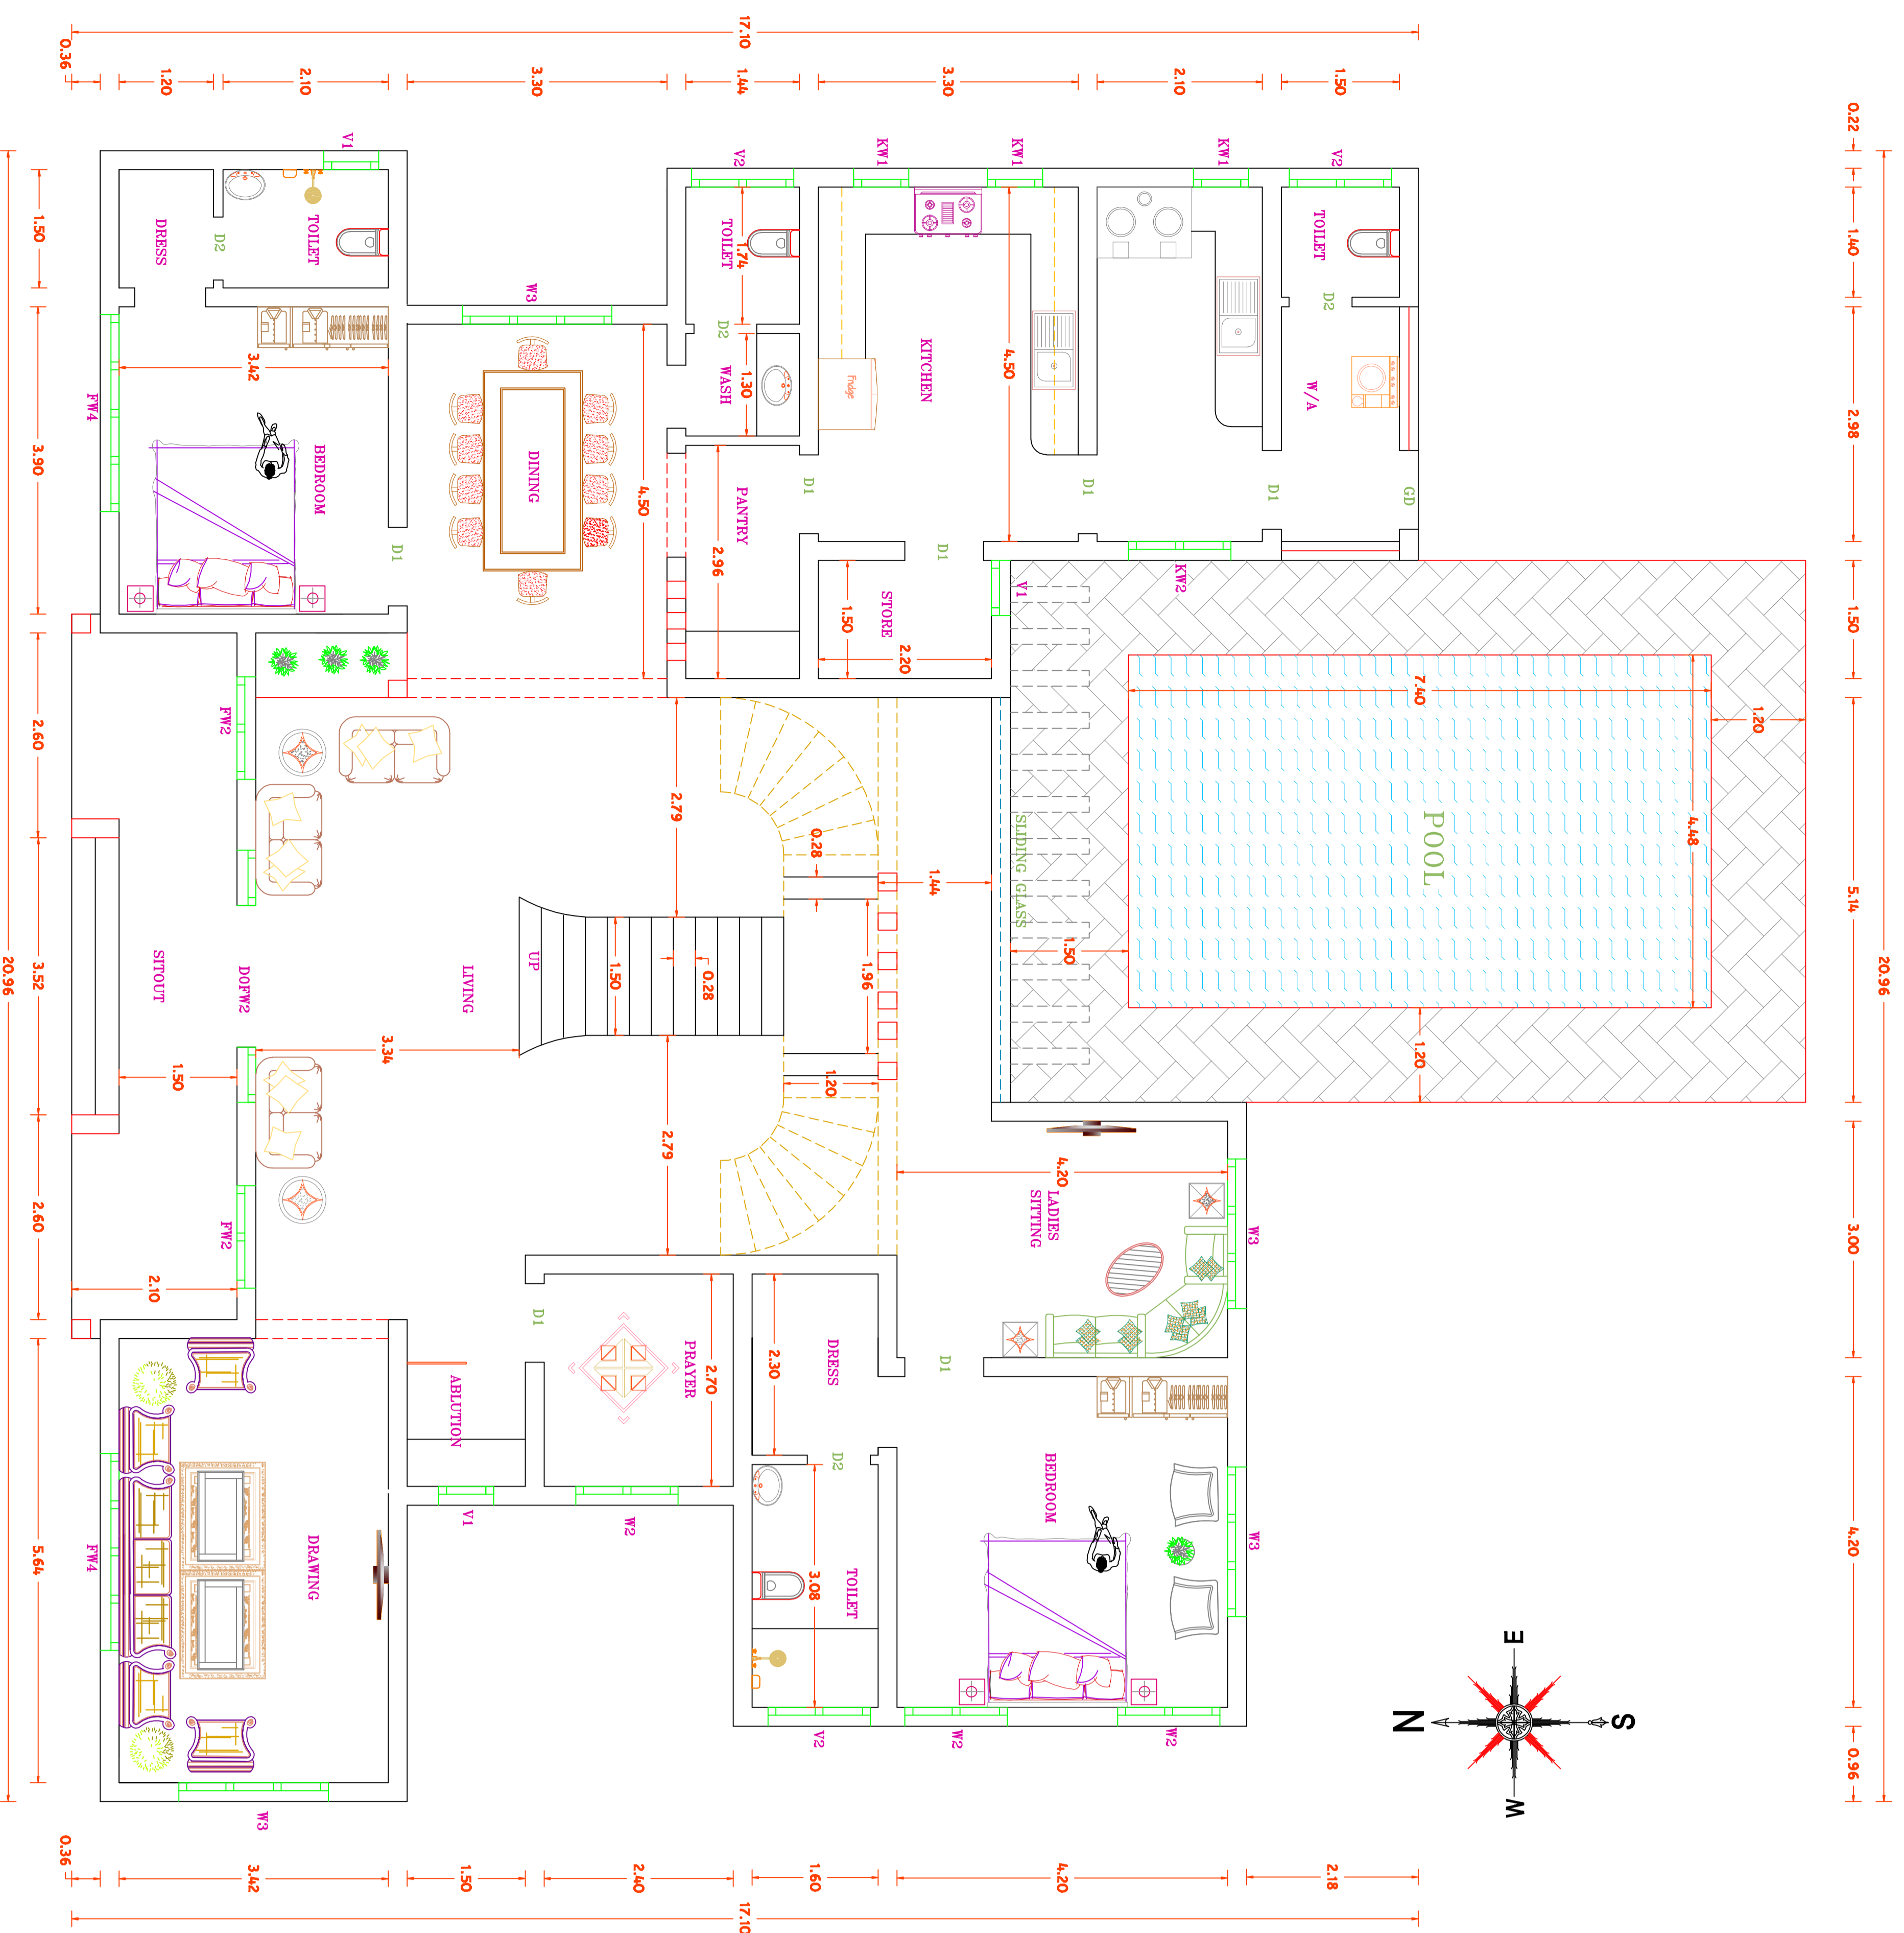 17.10
0.36
1.20
2.10
3.30
1.44
3.30
2.10
1.50
0.22
20.96
V1
V2
KW1
KW1
KW1
V2
1.50
DRESS
D2
TOILET
TOILET
1.74
TOILET
1.40
D2
W3
D2
WASH
1.30
KITCHEN
4.50
W/A
2.98
FW4
3.42
3.90
BEDROOM
DINING
4.50
PANTRY
2.96
D1
D1
D1
GD
Fridge
D1
D1
STORE
1.50
2.20
V1
KW2
1.50
2.60
FW2
7.40
1.20
2.79
0.28
1.44
SLIDING GLASS
POOL
4.48
5.14
20.96
3.52
SITOUT
DOFW2
LIVING
UP
1.50
0.28
1.96
1.50
3.34
1.50
2.79
1.20
1.20
4.20
LADIES
SITTING
W3
3.00
2.60
FW2
2.10
D1
PRAYER
2.70
2.30
DRESS
D1
ABLUTION
D2
BEDROOM
V1
W2
W3
4.20
FW4
5.64
DRAWING
3.08
TOILET
V2
W2
W2
0.96
W3
E
N
S
W
0.36
3.42
1.50
2.40
1.60
4.20
2.18
17.10